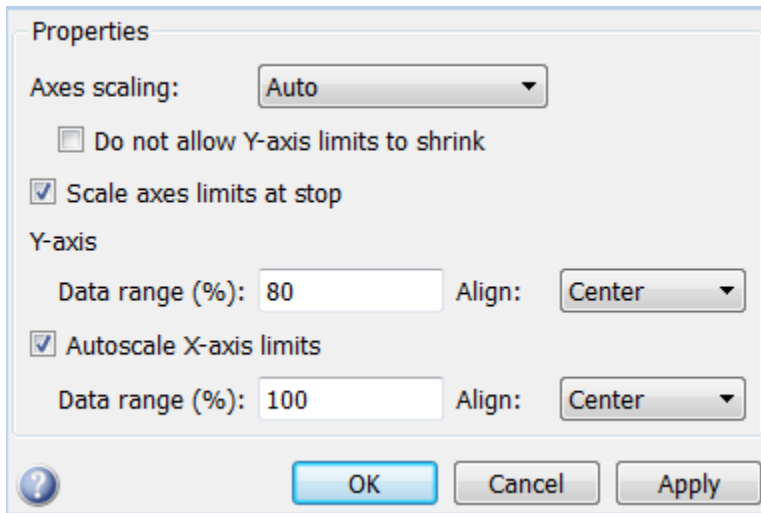 Properties
Axes scaling: Auto
Do not allow Y-axis limits to shrink
Scale axes limits at stop
Y-axis
Data range (%): 80 Align: Center
Autoscale X-axis limits
Data range (%): 100 Align: Center
? OK Cancel Apply